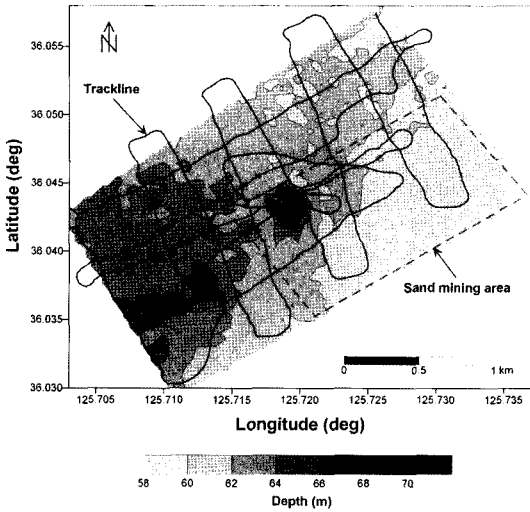 36.055
36.050
36.045
36.040
36.035
36.030
Latitude (deg)
N
Trackline
Sand mining area
0 0.5 1 km
125.705 125.710 125.715 125.720 125.725 125.730 125.735
Longitude (deg)
58 60 62 64 66 68 70
Depth (m)